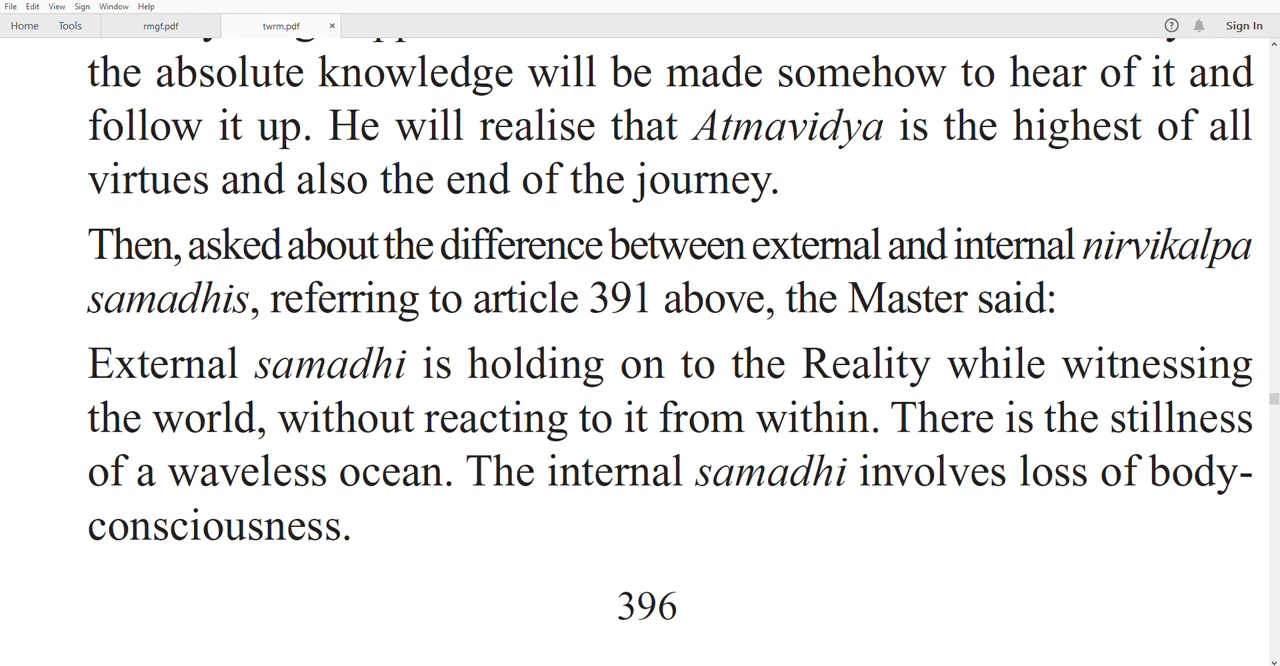 File Edit View Sign Window Help
Home Tools rmgf.pdf twrm.pdf × ? Sign In
the absolute knowledge will be made somehow to hear of it and
follow it up. He will realise that Atmavidya is the highest of all
virtues and also the end of the journey.
Then, asked about the difference between external and internal nirvikalpa
samadhis, referring to article 391 above, the Master said:
External samadhi is holding on to the Reality while witnessing
the world, without reacting to it from within. There is the stillness
of a waveless ocean. The internal samadhi involves loss of body-
consciousness.
396